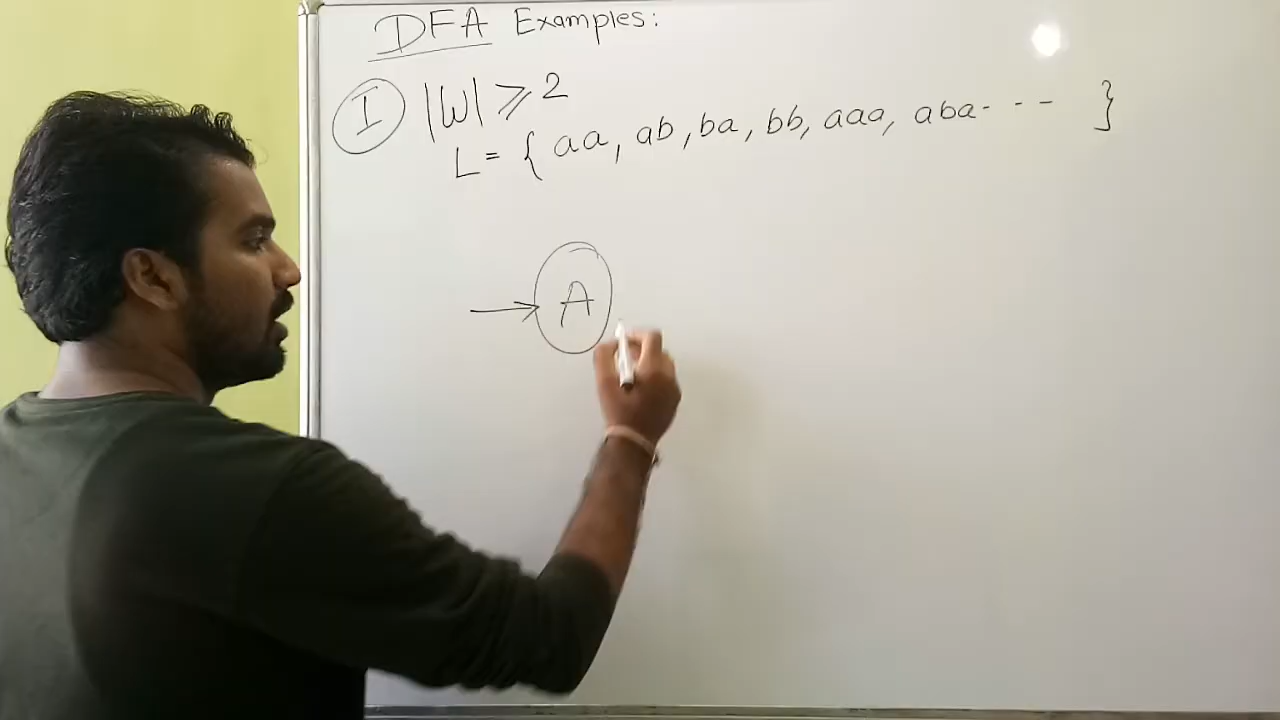 DFA Examples:
I |W| ⩾ 2
L = { aa, ab, ba, bb, aaa, aba - - - - }
A